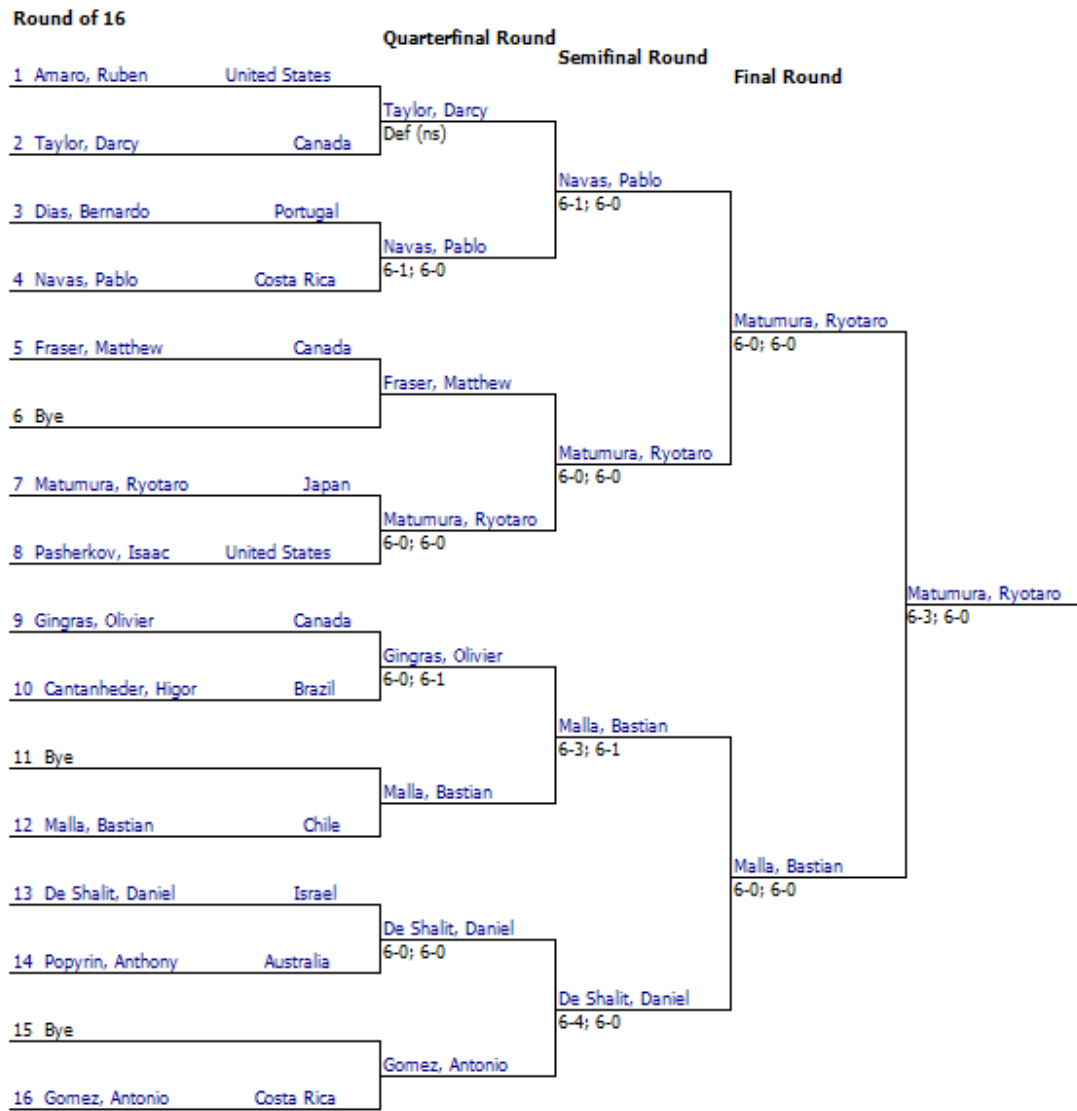 Round of 16
Quarterfinal Round
Semifinal Round
Final Round
1 Amaro, Ruben United States
Taylor, Darcy
Def (ns)
2 Taylor, Darcy Canada
Navas, Pablo
6-1; 6-0
3 Dias, Bernardo Portugal
Navas, Pablo
6-1; 6-0
4 Navas, Pablo Costa Rica
Matumura, Ryotaro
6-0; 6-0
5 Fraser, Matthew Canada
Fraser, Matthew
6 Bye
Matumura, Ryotaro
6-0; 6-0
7 Matumura, Ryotaro Japan
Matumura, Ryotaro
6-0; 6-0
8 Pasherkov, Isaac United States
Matumura, Ryotaro
6-3; 6-0
9 Gingras, Olivier Canada
Gingras, Olivier
6-0; 6-1
10 Cantanheder, Higor Brazil
Malla, Bastian
6-3; 6-1
11 Bye
Malla, Bastian
12 Malla, Bastian Chile
Malla, Bastian
6-0; 6-0
13 De Shalit, Daniel Israel
De Shalit, Daniel
6-0; 6-0
14 Popyrin, Anthony Australia
De Shalit, Daniel
6-4; 6-0
15 Bye
Gomez, Antonio
16 Gomez, Antonio Costa Rica